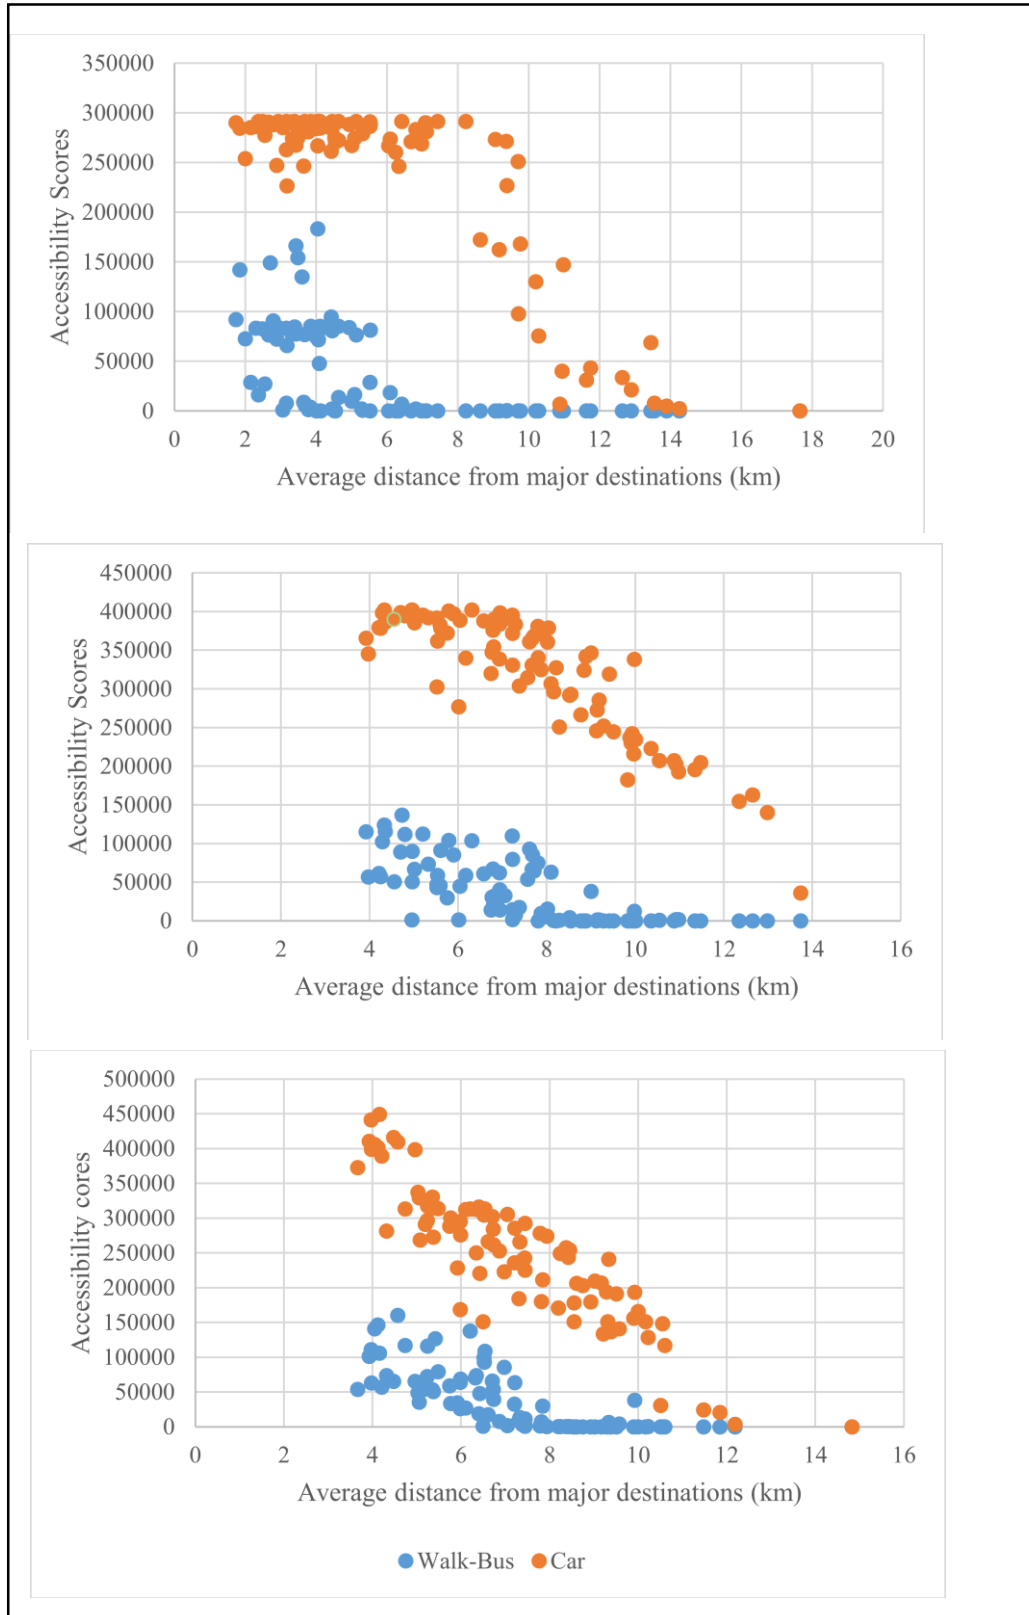 350000
300000
250000
200000
150000
100000
50000
0
Accessibility Scores
0 2 4 6 8 10 12 14 16 18 20
Average distance from major destinations (km)
450000
400000
350000
300000
250000
200000
150000
100000
50000
0
Accessibility Scores
0 2 4 6 8 10 12 14 16
Average distance from major destinations (km)
500000
450000
400000
350000
300000
250000
200000
150000
100000
50000
0
Accessibility cores
0 2 4 6 8 10 12 14 16
Average distance from major destinations (km)
Walk-Bus Car